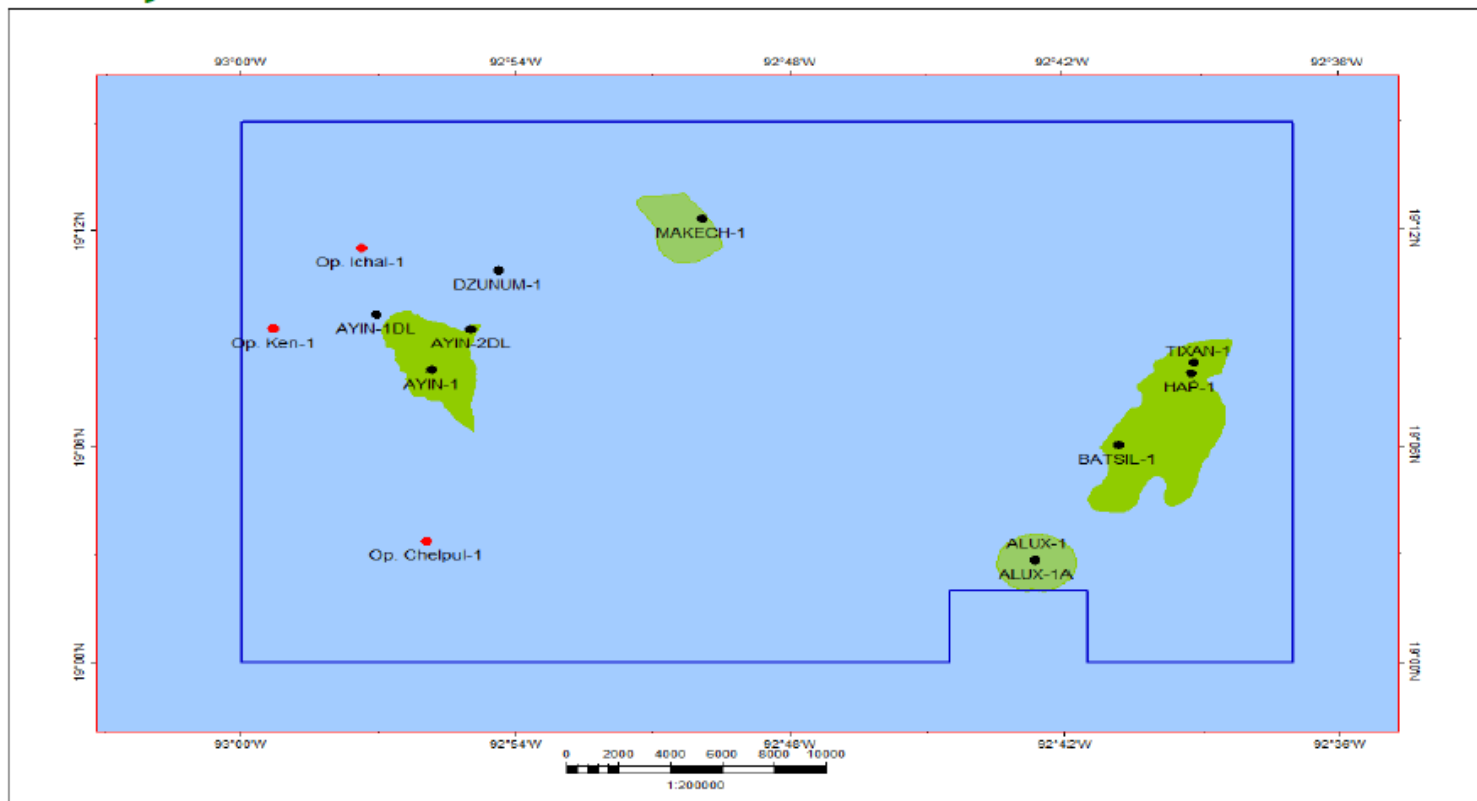 93°00'W 92°54'W 92°48'W 92°42'W 92°36'W
19°12'N
19°12'N
MAKECH-1
Op. Ichal-1
DZUNUM-1
AYIN-1DL
Op. Ken-1
AYIN-2DL
TIXAN-1
AYIN-1
HAP-1
19°06'N
19°06'N
BATSIL-1
Op. Chelpul-1
ALUX-1
ALUX-1A
19°00'N
19°00'N
93°00'W 92°54'W 92°48'W 92°42'W 92°36'W
0 2000 4000 6000 8000 10000
1:200000